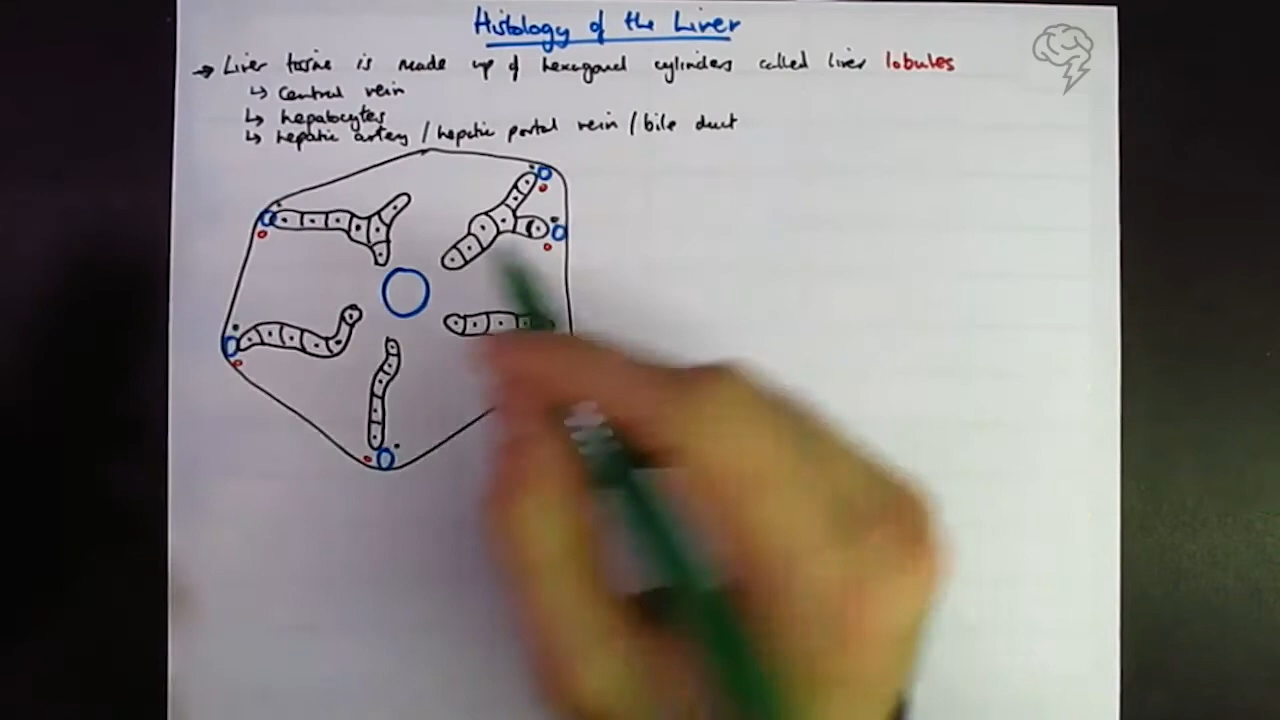 Histology of the Liver
→ Liver tissue is made up of hexagonal cylinders called liver lobules
↳ central vein
↳ hepatocytes
↳ hepatic artery / hepatic portal vein / bile duct